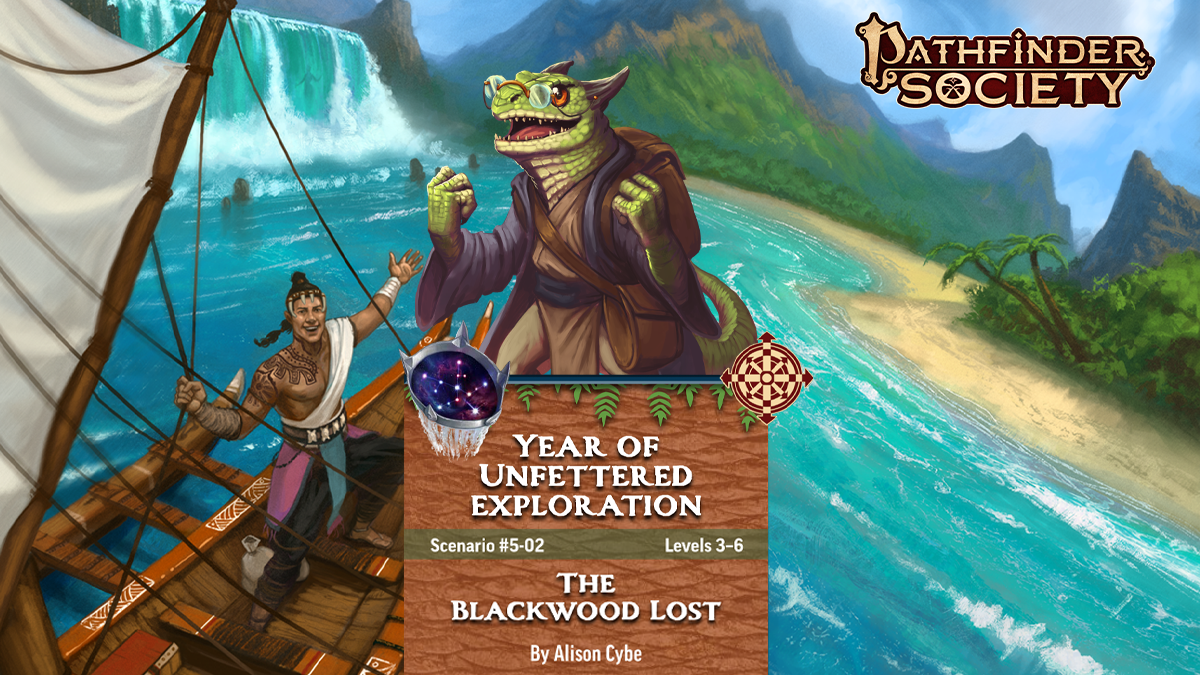 PATHFINDER
SOCIETY
YEAR OF
UNFETTERED
EXPLORATION
Scenario #5-02 Levels 3–6
THE
BLACKWOOD LOST
By Alison Cybe